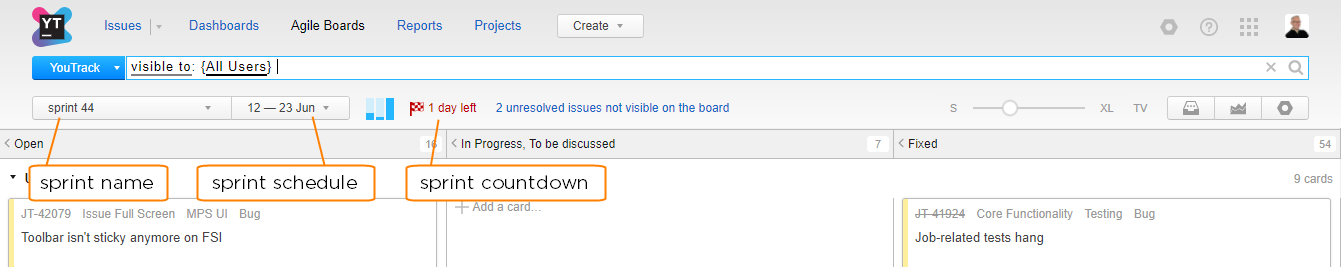 YT
Issues Dashboards Agile Boards Reports Projects Create
YouTrack visible to: {All Users}
sprint 44 12 — 23 Jun 1 day left 2 unresolved issues not visible on the board S XL TV
Open 16 In Progress, To be discussed 7 Fixed 54
sprint name sprint schedule sprint countdown
9 cards
JT-42079 Issue Full Screen MPS UI Bug
Toolbar isn't sticky anymore on FSI
Add a card...
JT-41924 Core Functionality Testing Bug
Job-related tests hang